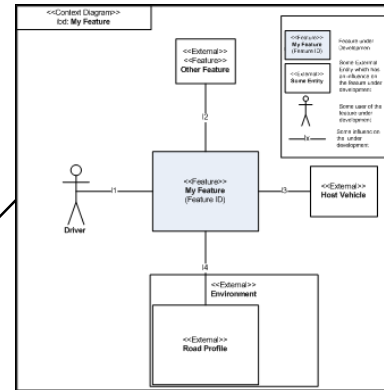 <<Context Diagram>>
ibd: My Feature
<<External>>
<<Feature>>
Other Feature
I2
<<Feature>>
My Feature
(Feature ID)
Feature under
Development
<<External>>
Some Entity
Some External
Entity which has
an influence on
the feature under
development
Some user of the
feature under
development
Ix
Some influenc on
the under
development
I1
Driver
<<Feature>>
My Feature
(Feature ID)
I3
<<External>>
Host Vehicle
I4
<<External>>
Environment
<<External>>
Road Profile